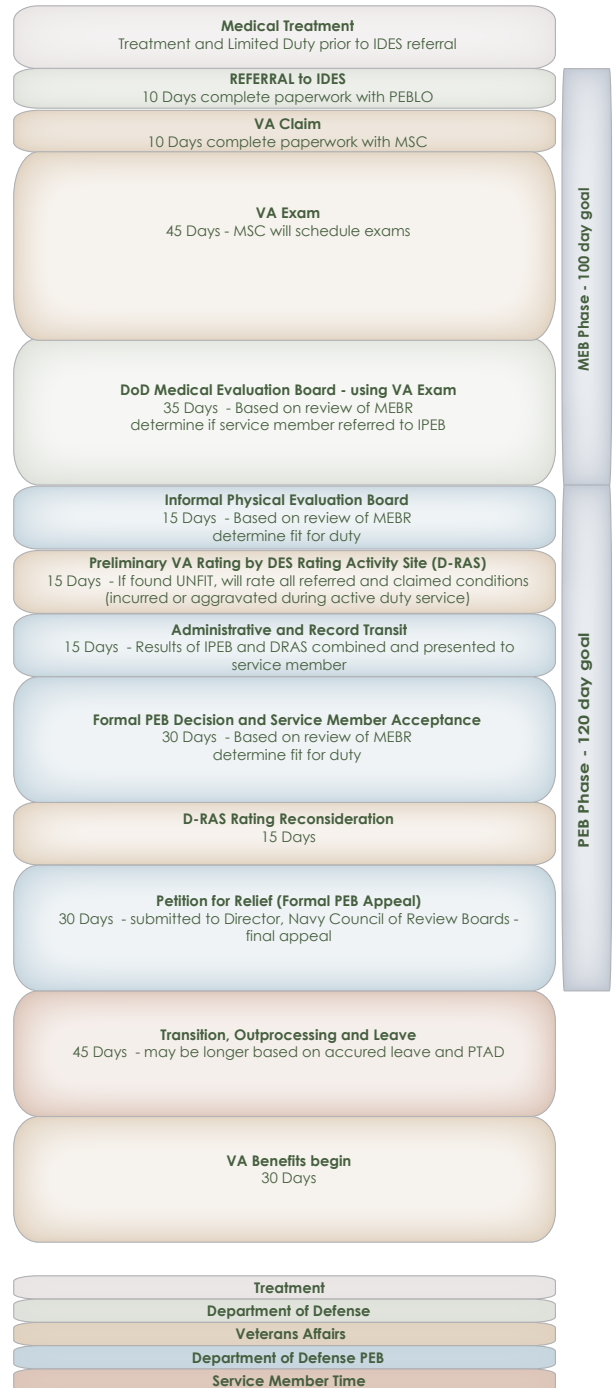 Medical Treatment
Treatment and Limited Duty prior to IDES referral
REFERRAL to IDES
10 Days complete paperwork with PEBLO
VA Claim
10 Days complete paperwork with MSC
VA Exam
45 Days - MSC will schedule exams
DoD Medical Evaluation Board - using VA Exam
35 Days - Based on review of MEBR
determine if service member referred to IPEB
MEB Phase - 100 day goal
Informal Physical Evaluation Board
15 Days - Based on review of MEBR
determine fit for duty
Preliminary VA Rating by DES Rating Activity Site (D-RAS)
15 Days - If found UNFIT, will rate all referred and claimed conditions
(incurred or aggravated during active duty service)
Administrative and Record Transit
15 Days - Results of IPEB and DRAS combined and presented to
service member
Formal PEB Decision and Service Member Acceptance
30 Days - Based on review of MEBR
determine fit for duty
D-RAS Rating Reconsideration
15 Days
Petition for Relief (Formal PEB Appeal)
30 Days - submitted to Director, Navy Council of Review Boards -
final appeal
PEB Phase - 120 day goal
Transition, Outprocessing and Leave
45 Days - may be longer based on accured leave and PTAD
VA Benefits begin
30 Days
Treatment
Department of Defense
Veterans Affairs
Department of Defense PEB
Service Member Time